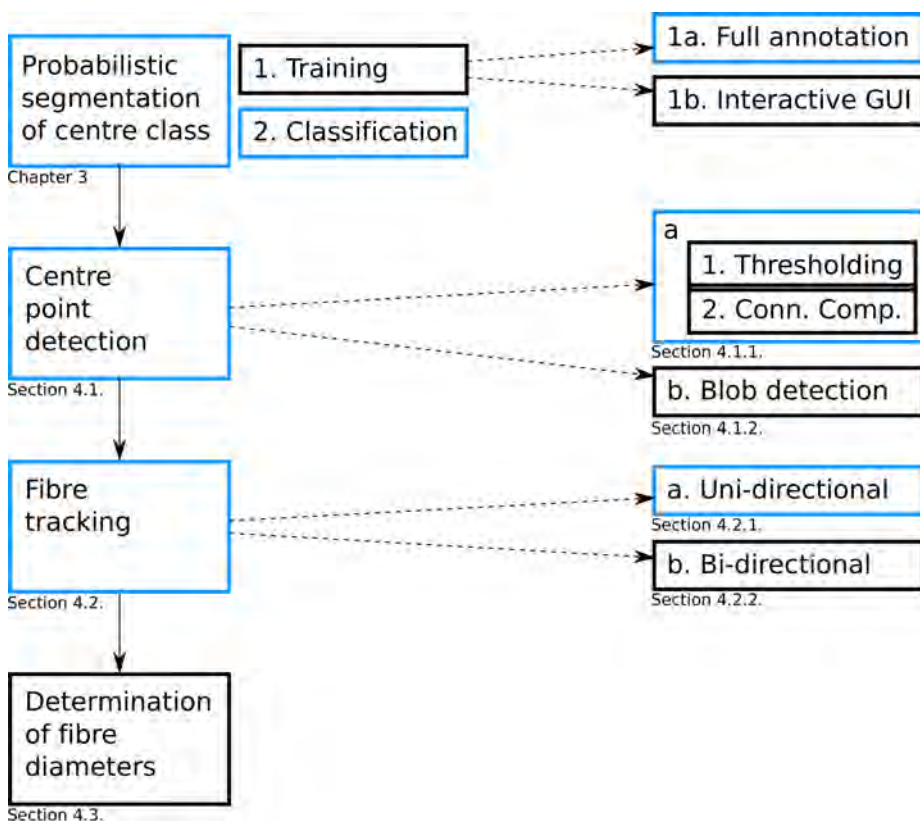 Probabilistic
segmentation
of centre class
Chapter 3
1. Training
2. Classification
1a. Full annotation
1b. Interactive GUI
Centre
point
detection
Section 4.1.
a
1. Thresholding
2. Conn. Comp.
Section 4.1.1.
b. Blob detection
Section 4.1.2.
Fibre
tracking
Section 4.2.
a. Uni-directional
Section 4.2.1.
b. Bi-directional
Section 4.2.2.
Determination
of fibre
diameters
Section 4.3.